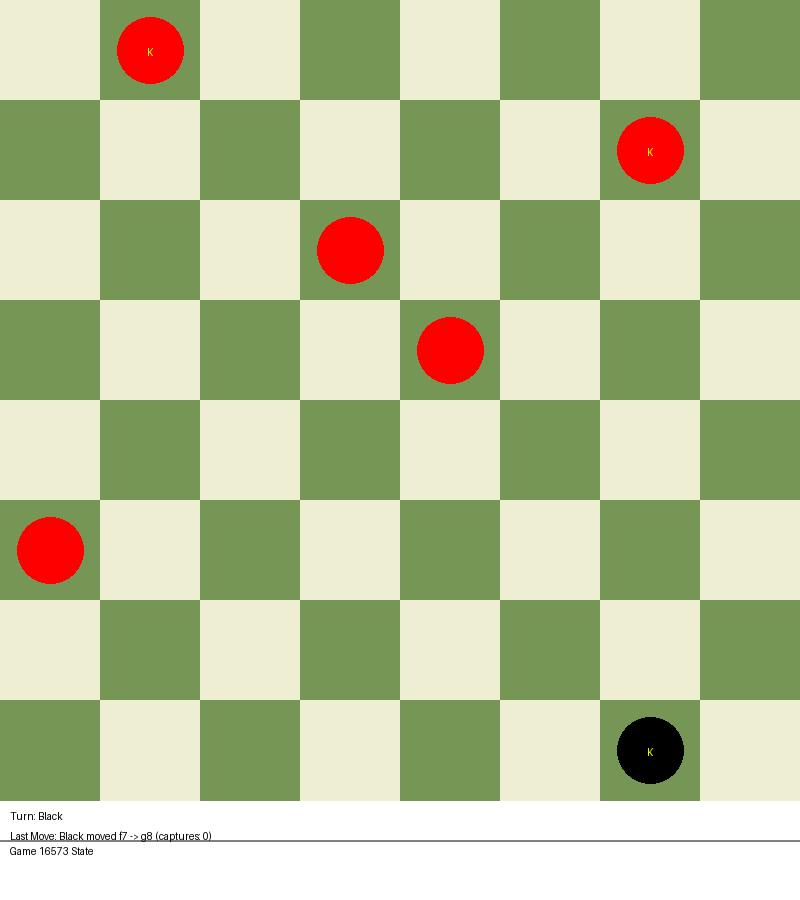 K
K
K
Turn: Black
Last Move: Black moved f7 -> g8 (captures: 0)
Game 16573 State